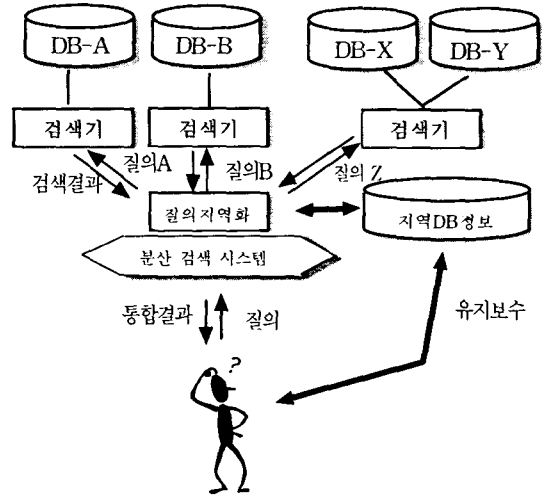 DB-A
DB-B
DB-X
DB-Y
검색기
검색기
검색기
검색결과
질의A
질의B
질의 Z
질의지역화
지역DB정보
분산 검색 시스템
통합결과
질의
유지보수
?